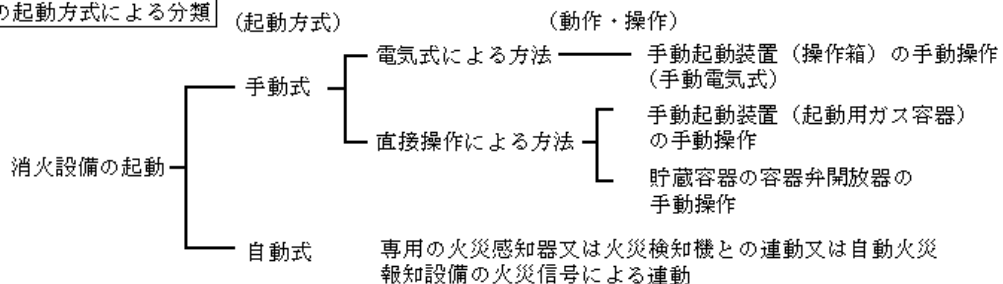 の起動方式による分類
(起動方式)
(動作・操作)
電気式による方法
手動起動装置（操作箱）の手動操作
(手動電気式)
手動式
手動起動装置（起動用ガス容器）
の手動操作
直接操作による方法
消火設備の起動
貯蔵容器の容器弁開放器の
手動操作
自動式
専用の火災感知器又は火災検知機との連動又は自動火災
報知設備の火災信号による連動